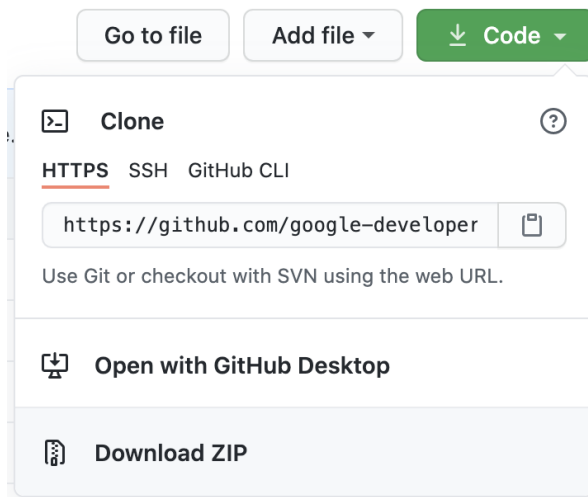 Go to file Add file Code
Clone
HTTPS SSH GitHub CLI
https://github.com/google-developer
Use Git or checkout with SVN using the web URL.
Open with GitHub Desktop
Download ZIP